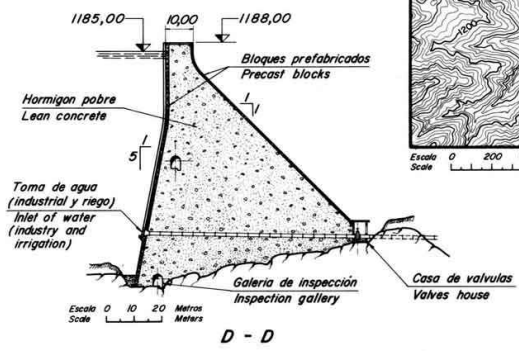 1185,00
10,00
1188,00
Bloques prefabricados
Precast blocks
Hormigon pobre
Lean concrete
1
1
1
5
Toma de agua
(industrial y riego)
Inlet of water
(industry and
irrigation)
Galeria de inspección
Inspection gallery
Casa de valvulas
Valves house
Escala 0 10 20 Metros
Scale Meters
D - D
1200
Escala 0 200
Scale